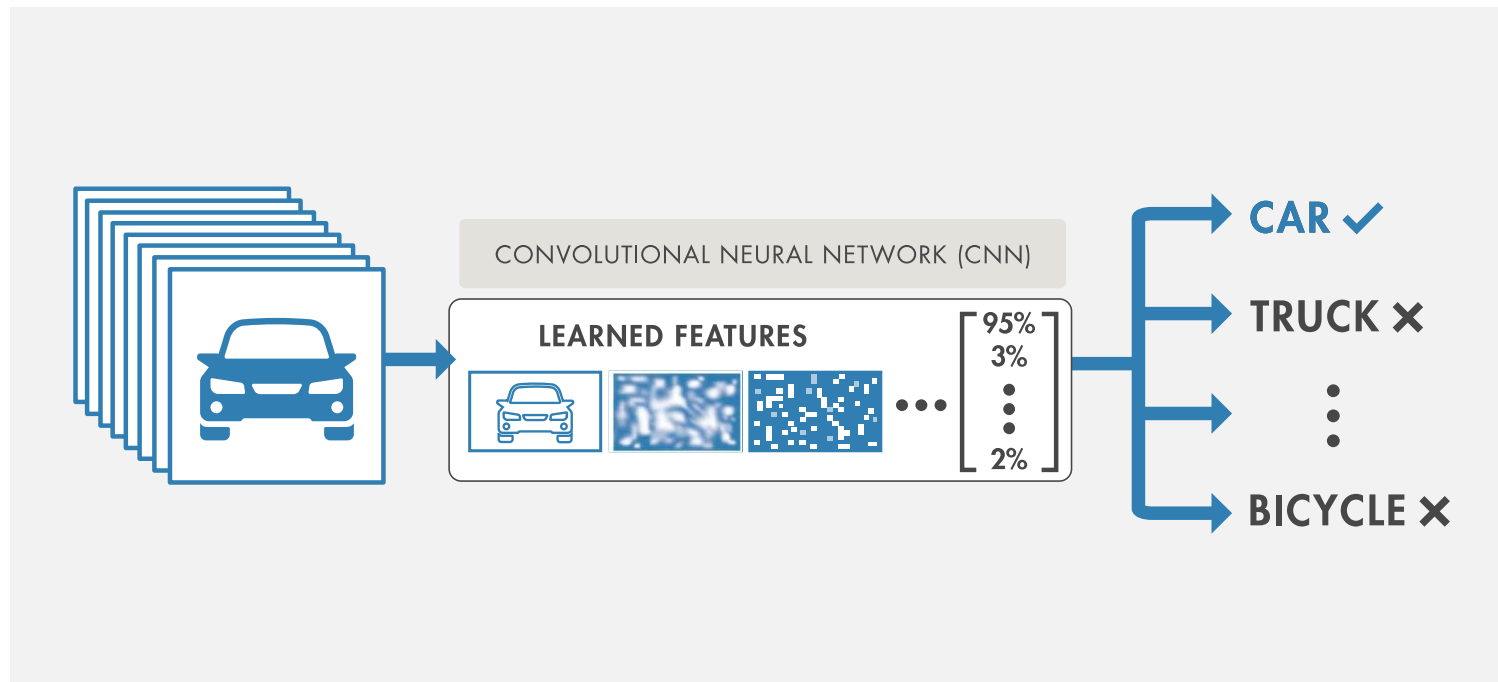 CONVOLUTIONAL NEURAL NETWORK (CNN)
LEARNED FEATURES
95%
3%
2%
CAR
TRUCK
BICYCLE